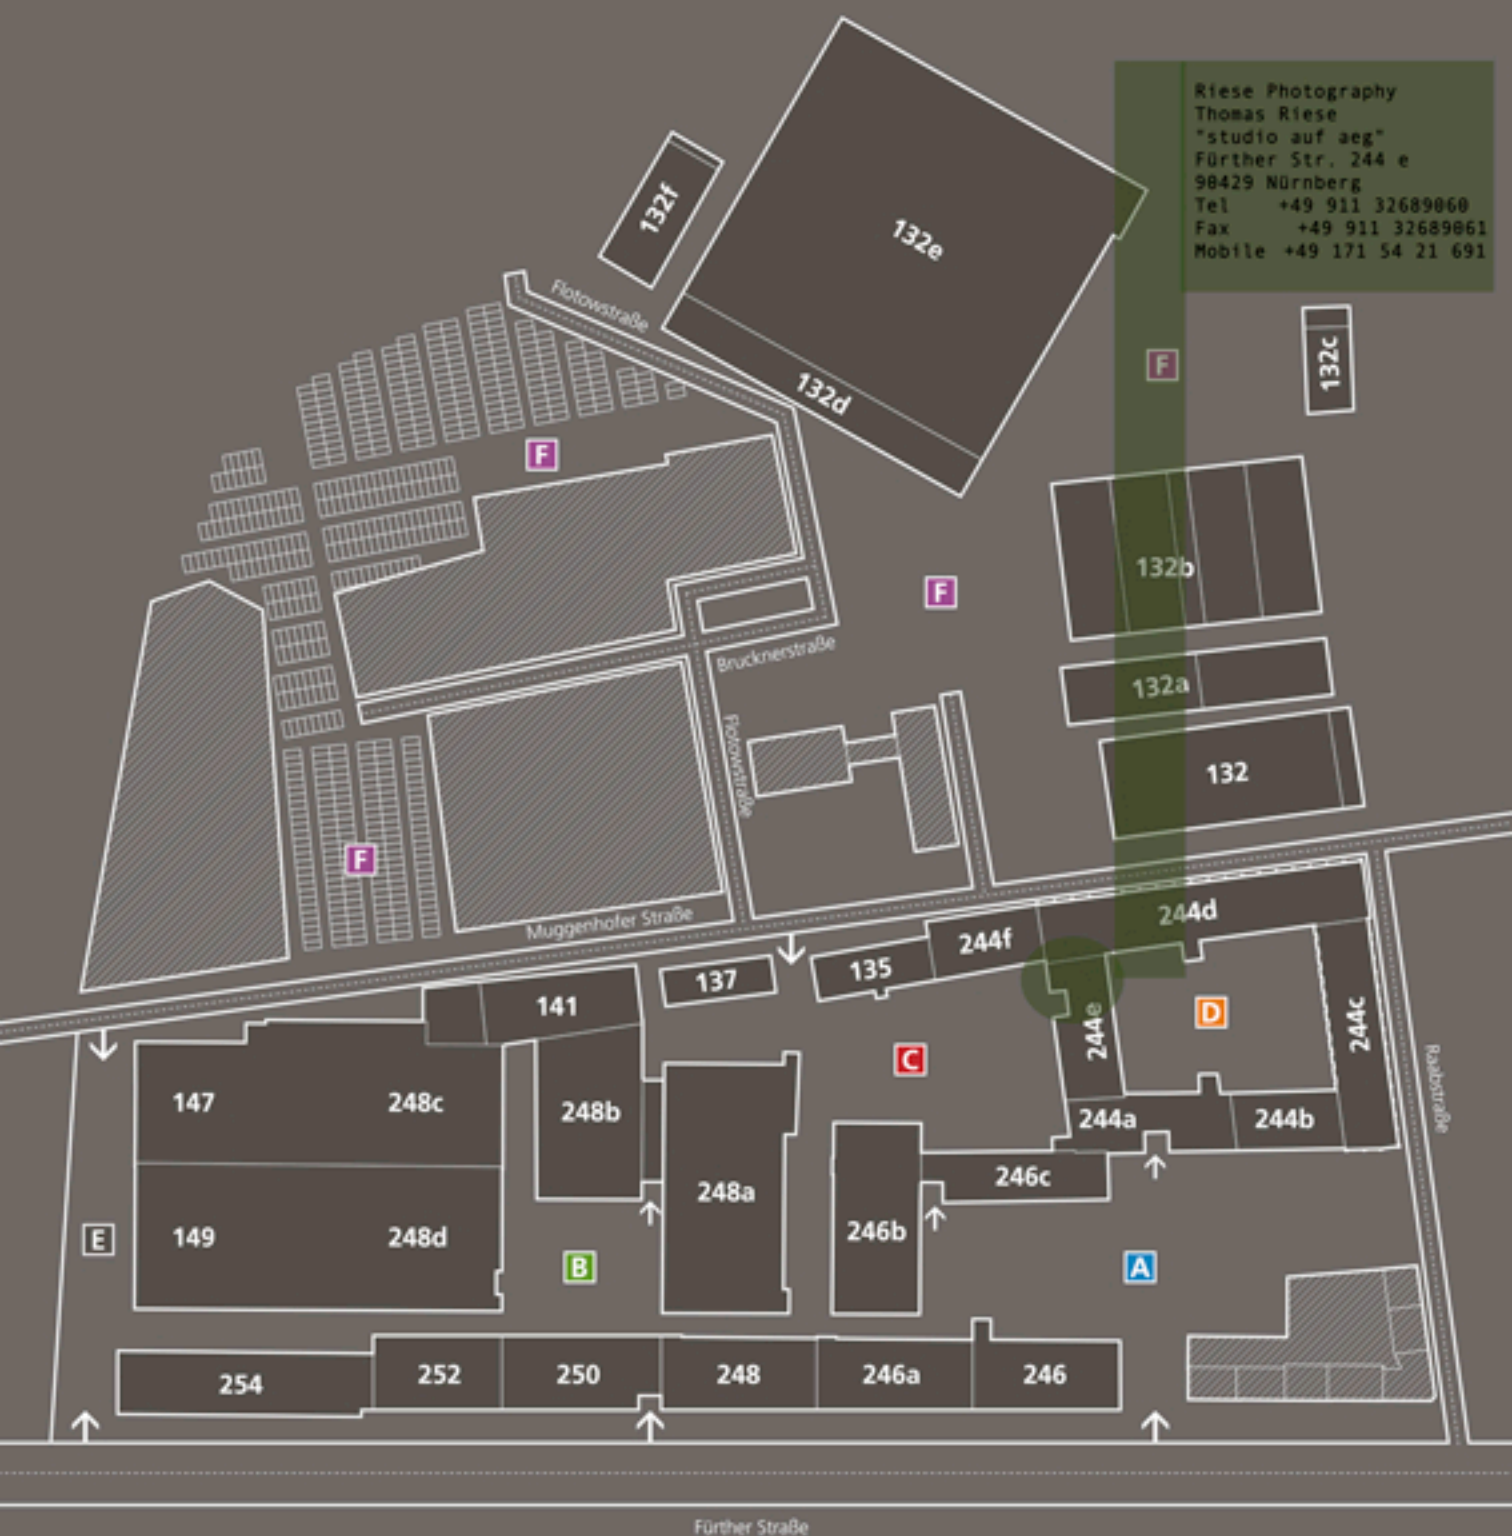 Riese Photography
Thomas Riese
"studio auf aeg"
Fürther Str. 244 e
90429 Nürnberg
Tel +49 911 32689060
Fax +49 911 32689061
Mobile +49 171 54 21 691
132f
132e
Flotowstraße
132d
F
132c
F
132b
F
Brucknerstraße
132a
Flotowstraße
132
F
Muggenhofer Straße
244d
244f
135
137
141
D
244e
244c
C
147
248c
248b
244a
244b
Raabstraße
248a
246c
149
248d
246b
E
B
A
254
252
250
248
246a
246
Fürther Straße